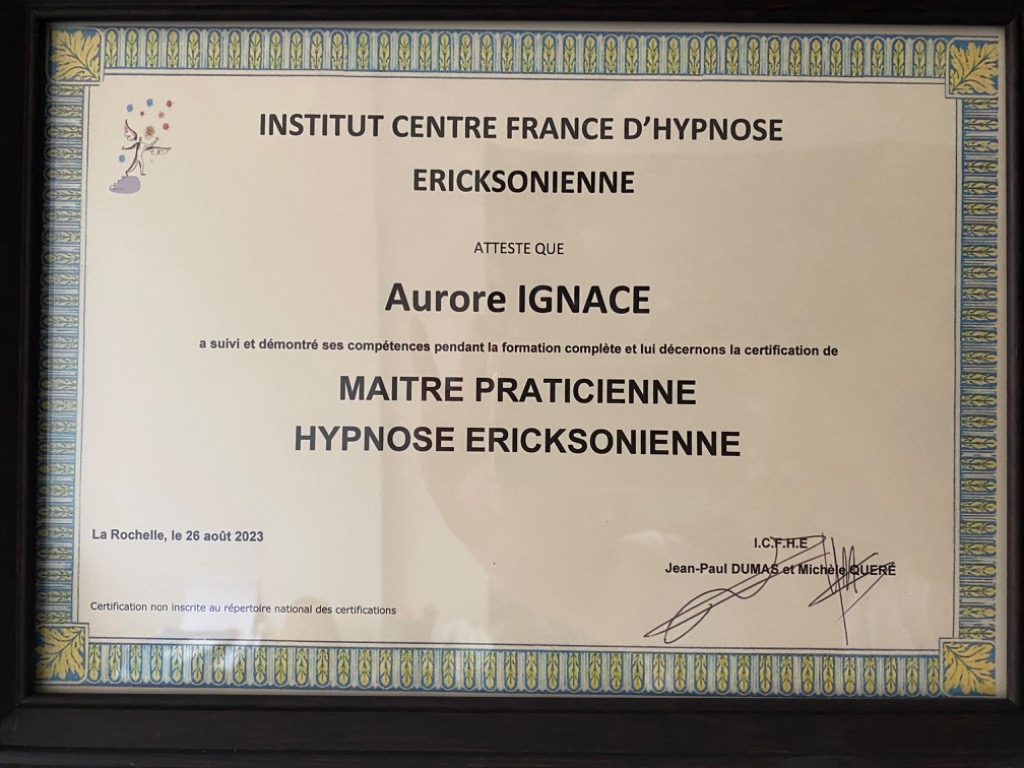 INSTITUT CENTRE FRANCE D'HYPNOSE
ERICKSONIENNE
ATTESTE QUE
Aurore IGNACE
a suivi et démontré ses compétences pendant la formation complète et lui décernons la certification de
MAITRE PRATICIENNE
HYPNOSE ERICKSONIENNE
La Rochelle, le 26 août 2023
I.C.F.H.E
Jean-Paul DUMAS et Michèle QUERÉ
Certification non inscrite au répertoire national des certifications